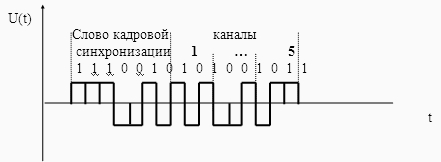 U(t)
Слово кадровой каналы
синхронизации 1 ... 5
1 1 1 0 0 1 0 1 0 1 0 0 1 0 1 1
t